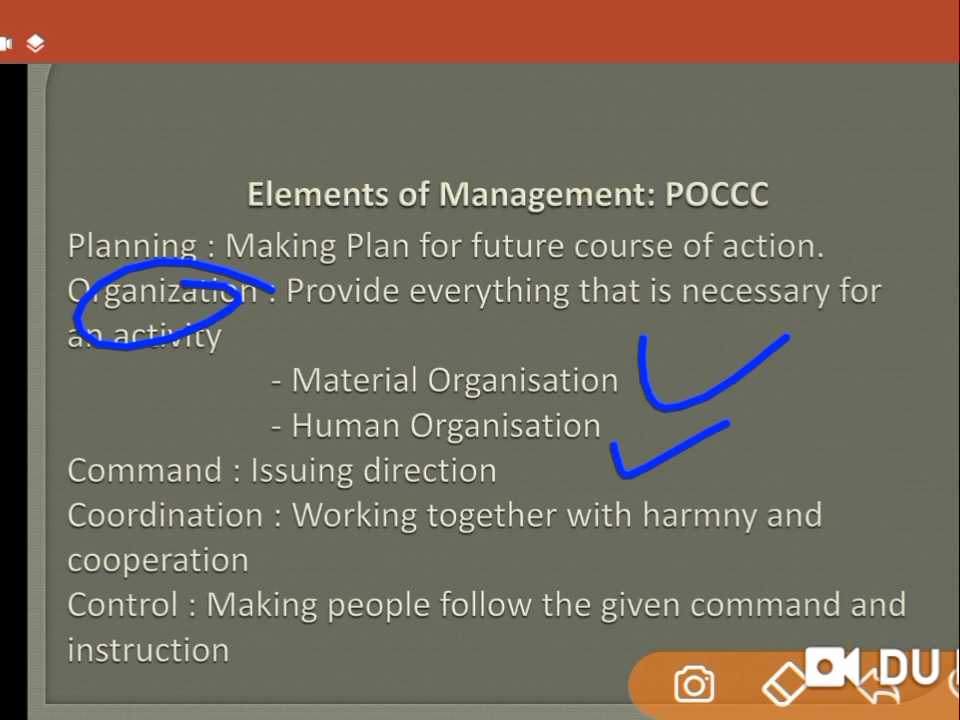 Elements of Management: POCCC
Planning : Making Plan for future course of action.
Organization : Provide everything that is necessary for
an activity
- Material Organisation
- Human Organisation
Command : Issuing direction
Coordination : Working together with harmny and
cooperation
Control : Making people follow the given command and
instruction
DU